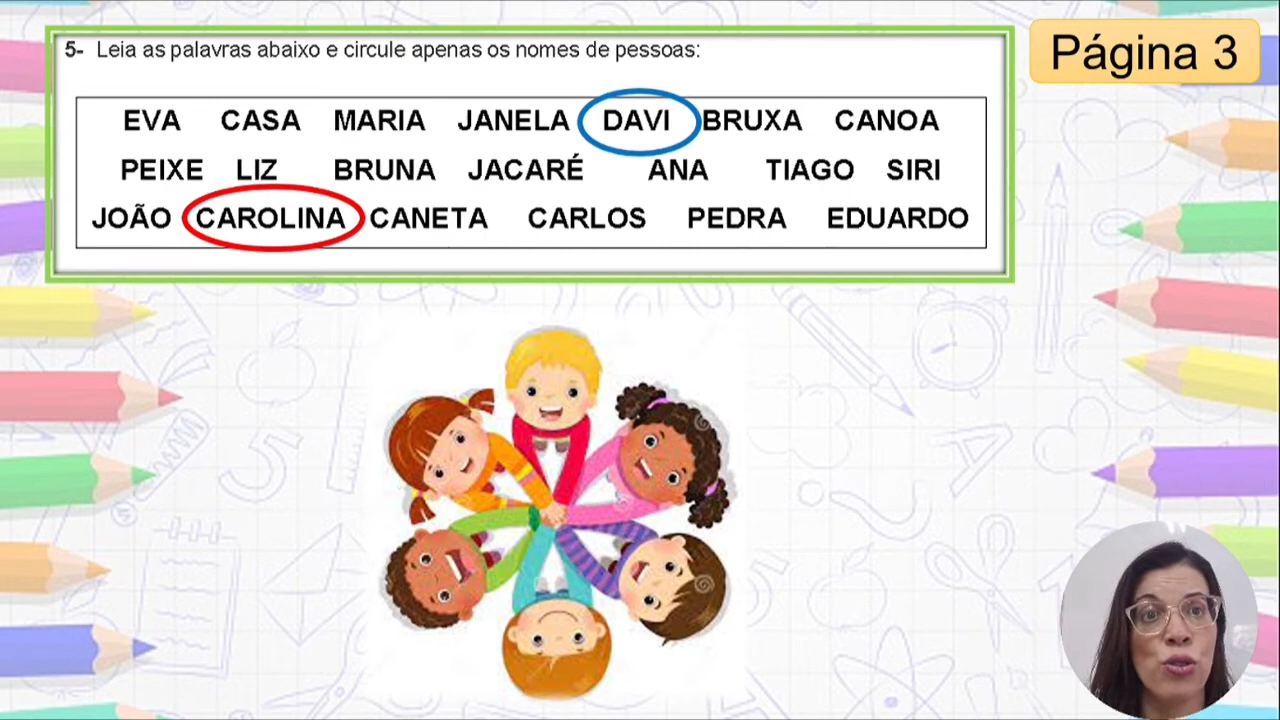 5- Leia as palavras abaixo e circule apenas os nomes de pessoas:
Página 3
EVA CASA MARIA JANELA DAVI BRUXA CANOA
PEIXE LIZ BRUNA JACARÉ ANA TIAGO SIRI
JOÃO CAROLINA CANETA CARLOS PEDRA EDUARDO